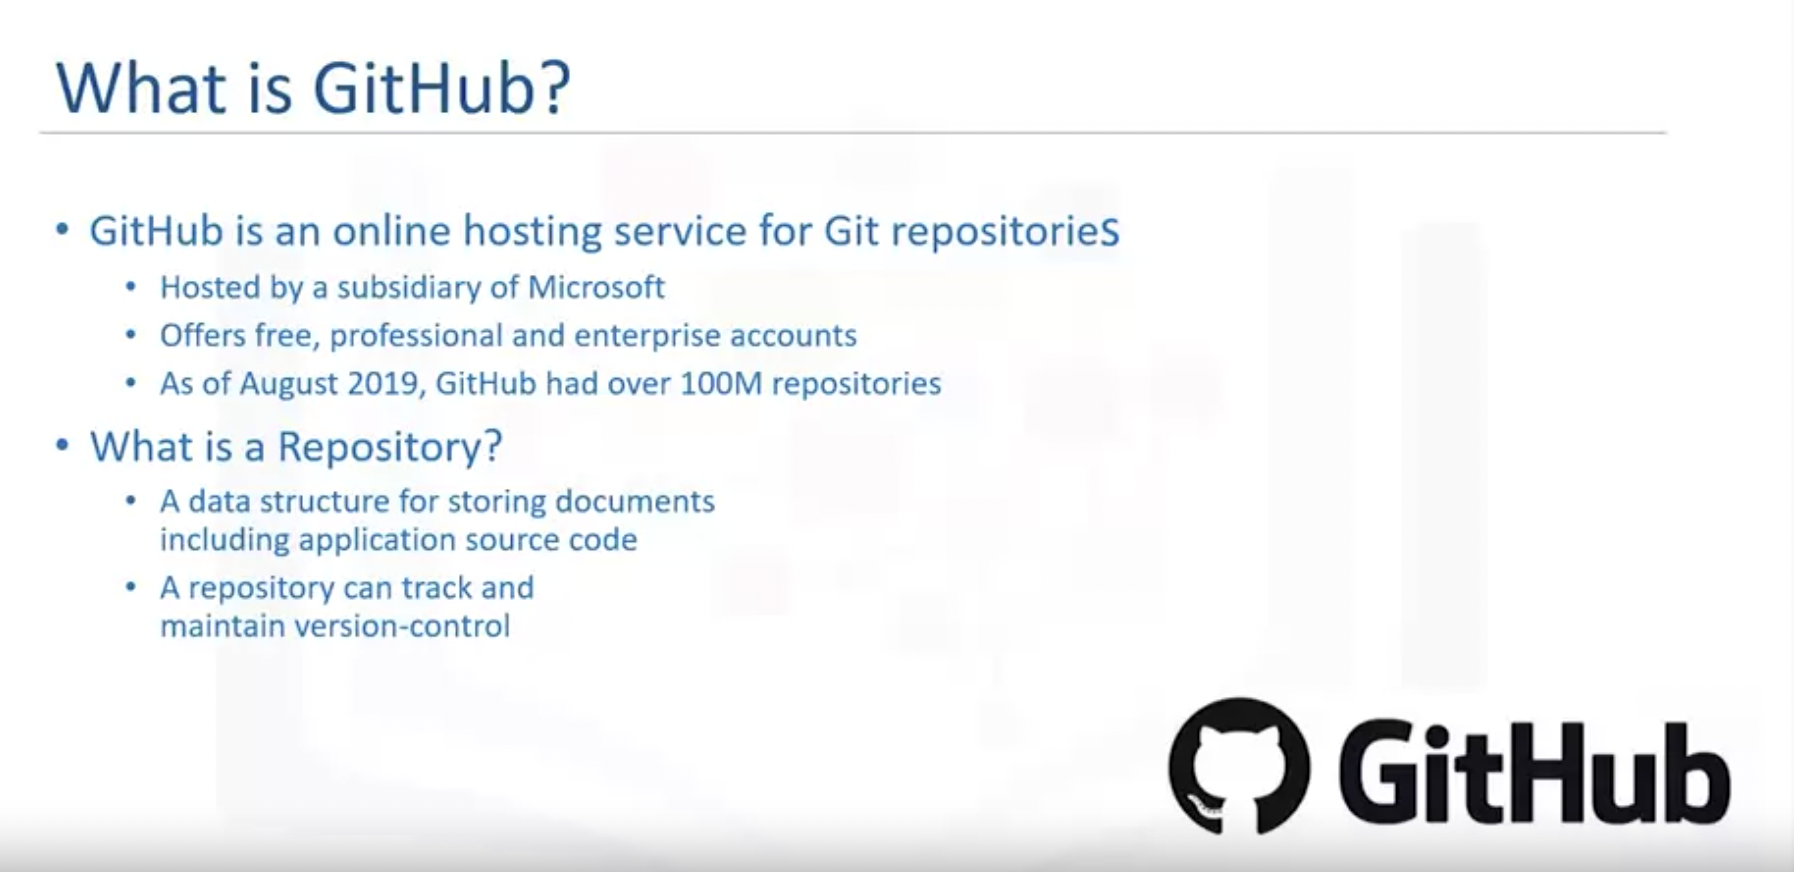 What is GitHub?
• GitHub is an online hosting service for Git repositories
• Hosted by a subsidiary of Microsoft
• Offers free, professional and enterprise accounts
• As of August 2019, GitHub had over 100M repositories
• What is a Repository?
• A data structure for storing documents
including application source code
• A repository can track and
maintain version-control
GitHub